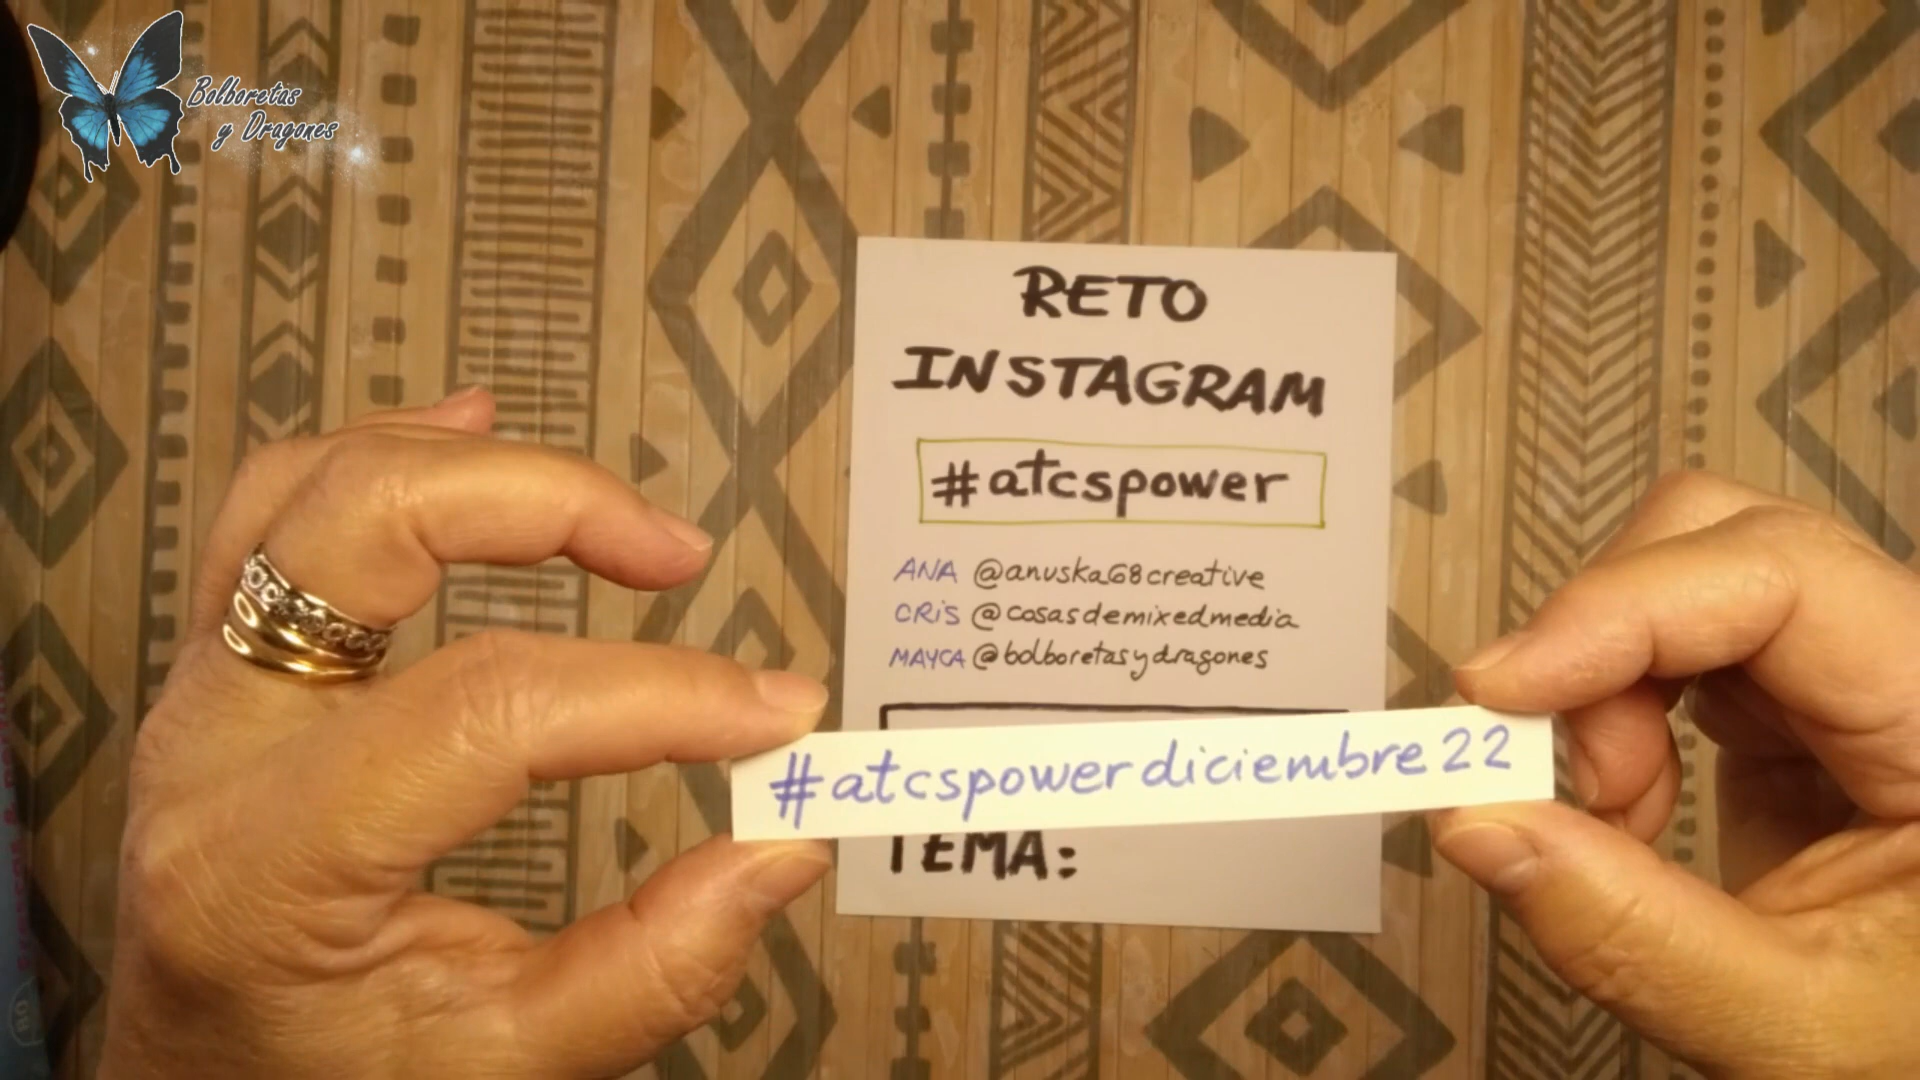 Bolboretas
y Dragones
RETO
INSTAGRAM
#atcspower
ANA @anuska68creative
CRIS @cosasdemixedmedia
MAYCA @bolboretasydragones
#atcspowerdiciembre22
TEMA: